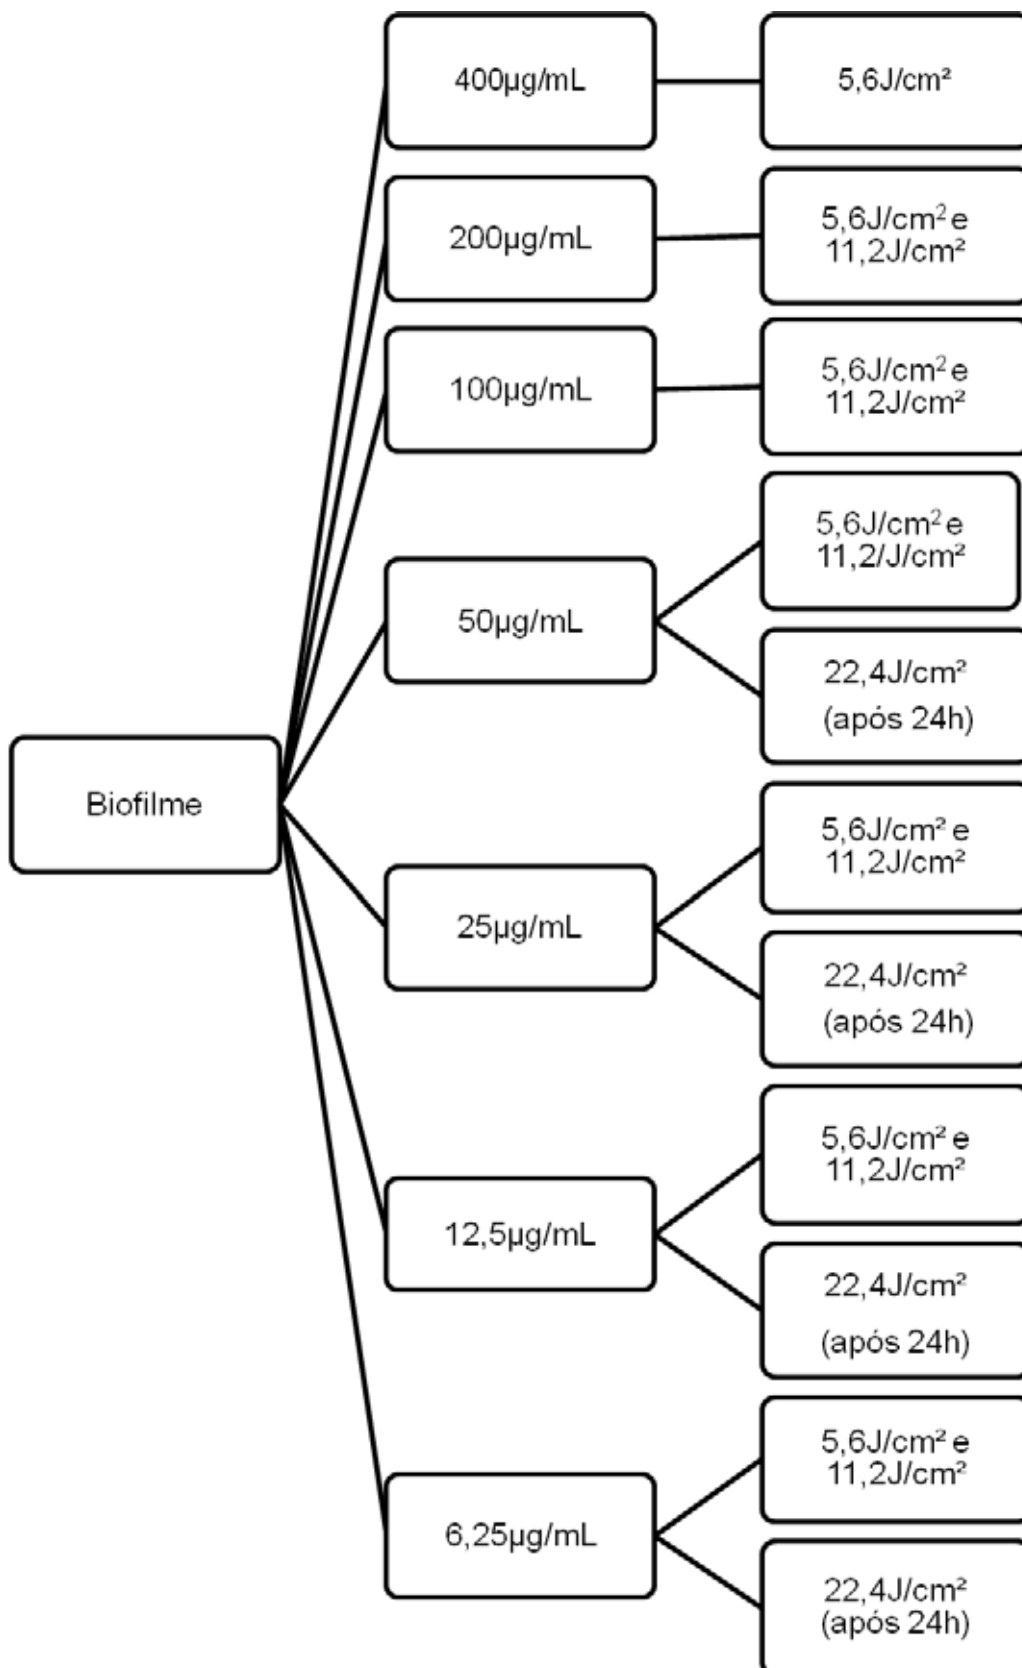 400µg/mL
5,6J/cm²
200µg/mL
5,6J/cm² e
11,2J/cm²
100µg/mL
5,6J/cm² e
11,2J/cm²
50µg/mL
5,6J/cm² e
11,2/J/cm²
22,4J/cm²
(após 24h)
Biofilme
25µg/mL
5,6J/cm² e
11,2J/cm²
22,4J/cm²
(após 24h)
12,5µg/mL
5,6J/cm² e
11,2J/cm²
22,4J/cm²
(após 24h)
6,25µg/mL
5,6J/cm² e
11,2J/cm²
22,4J/cm²
(após 24h)